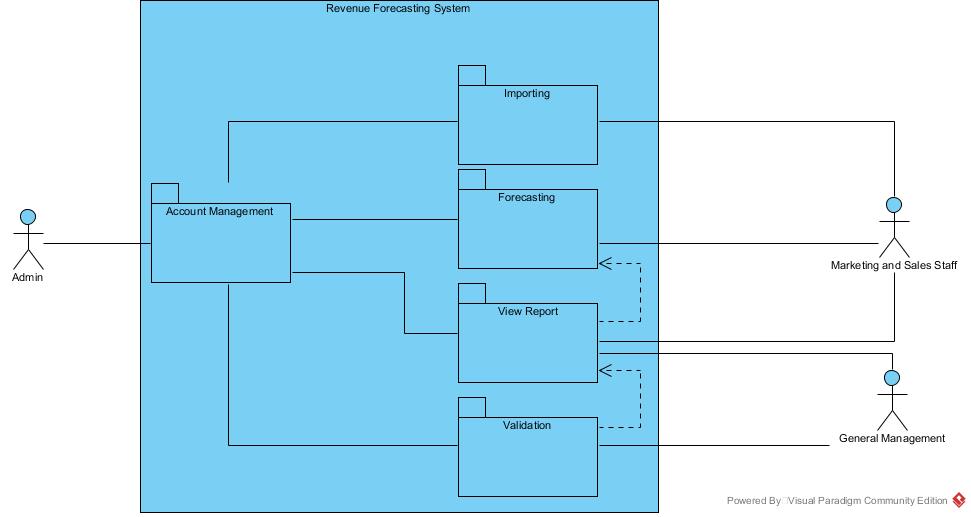 Revenue Forecasting System
Importing
Forecasting
Account Management
Admin
Marketing and Sales Staff
View Report
Validation
General Management
Powered By Visual Paradigm Community Edition